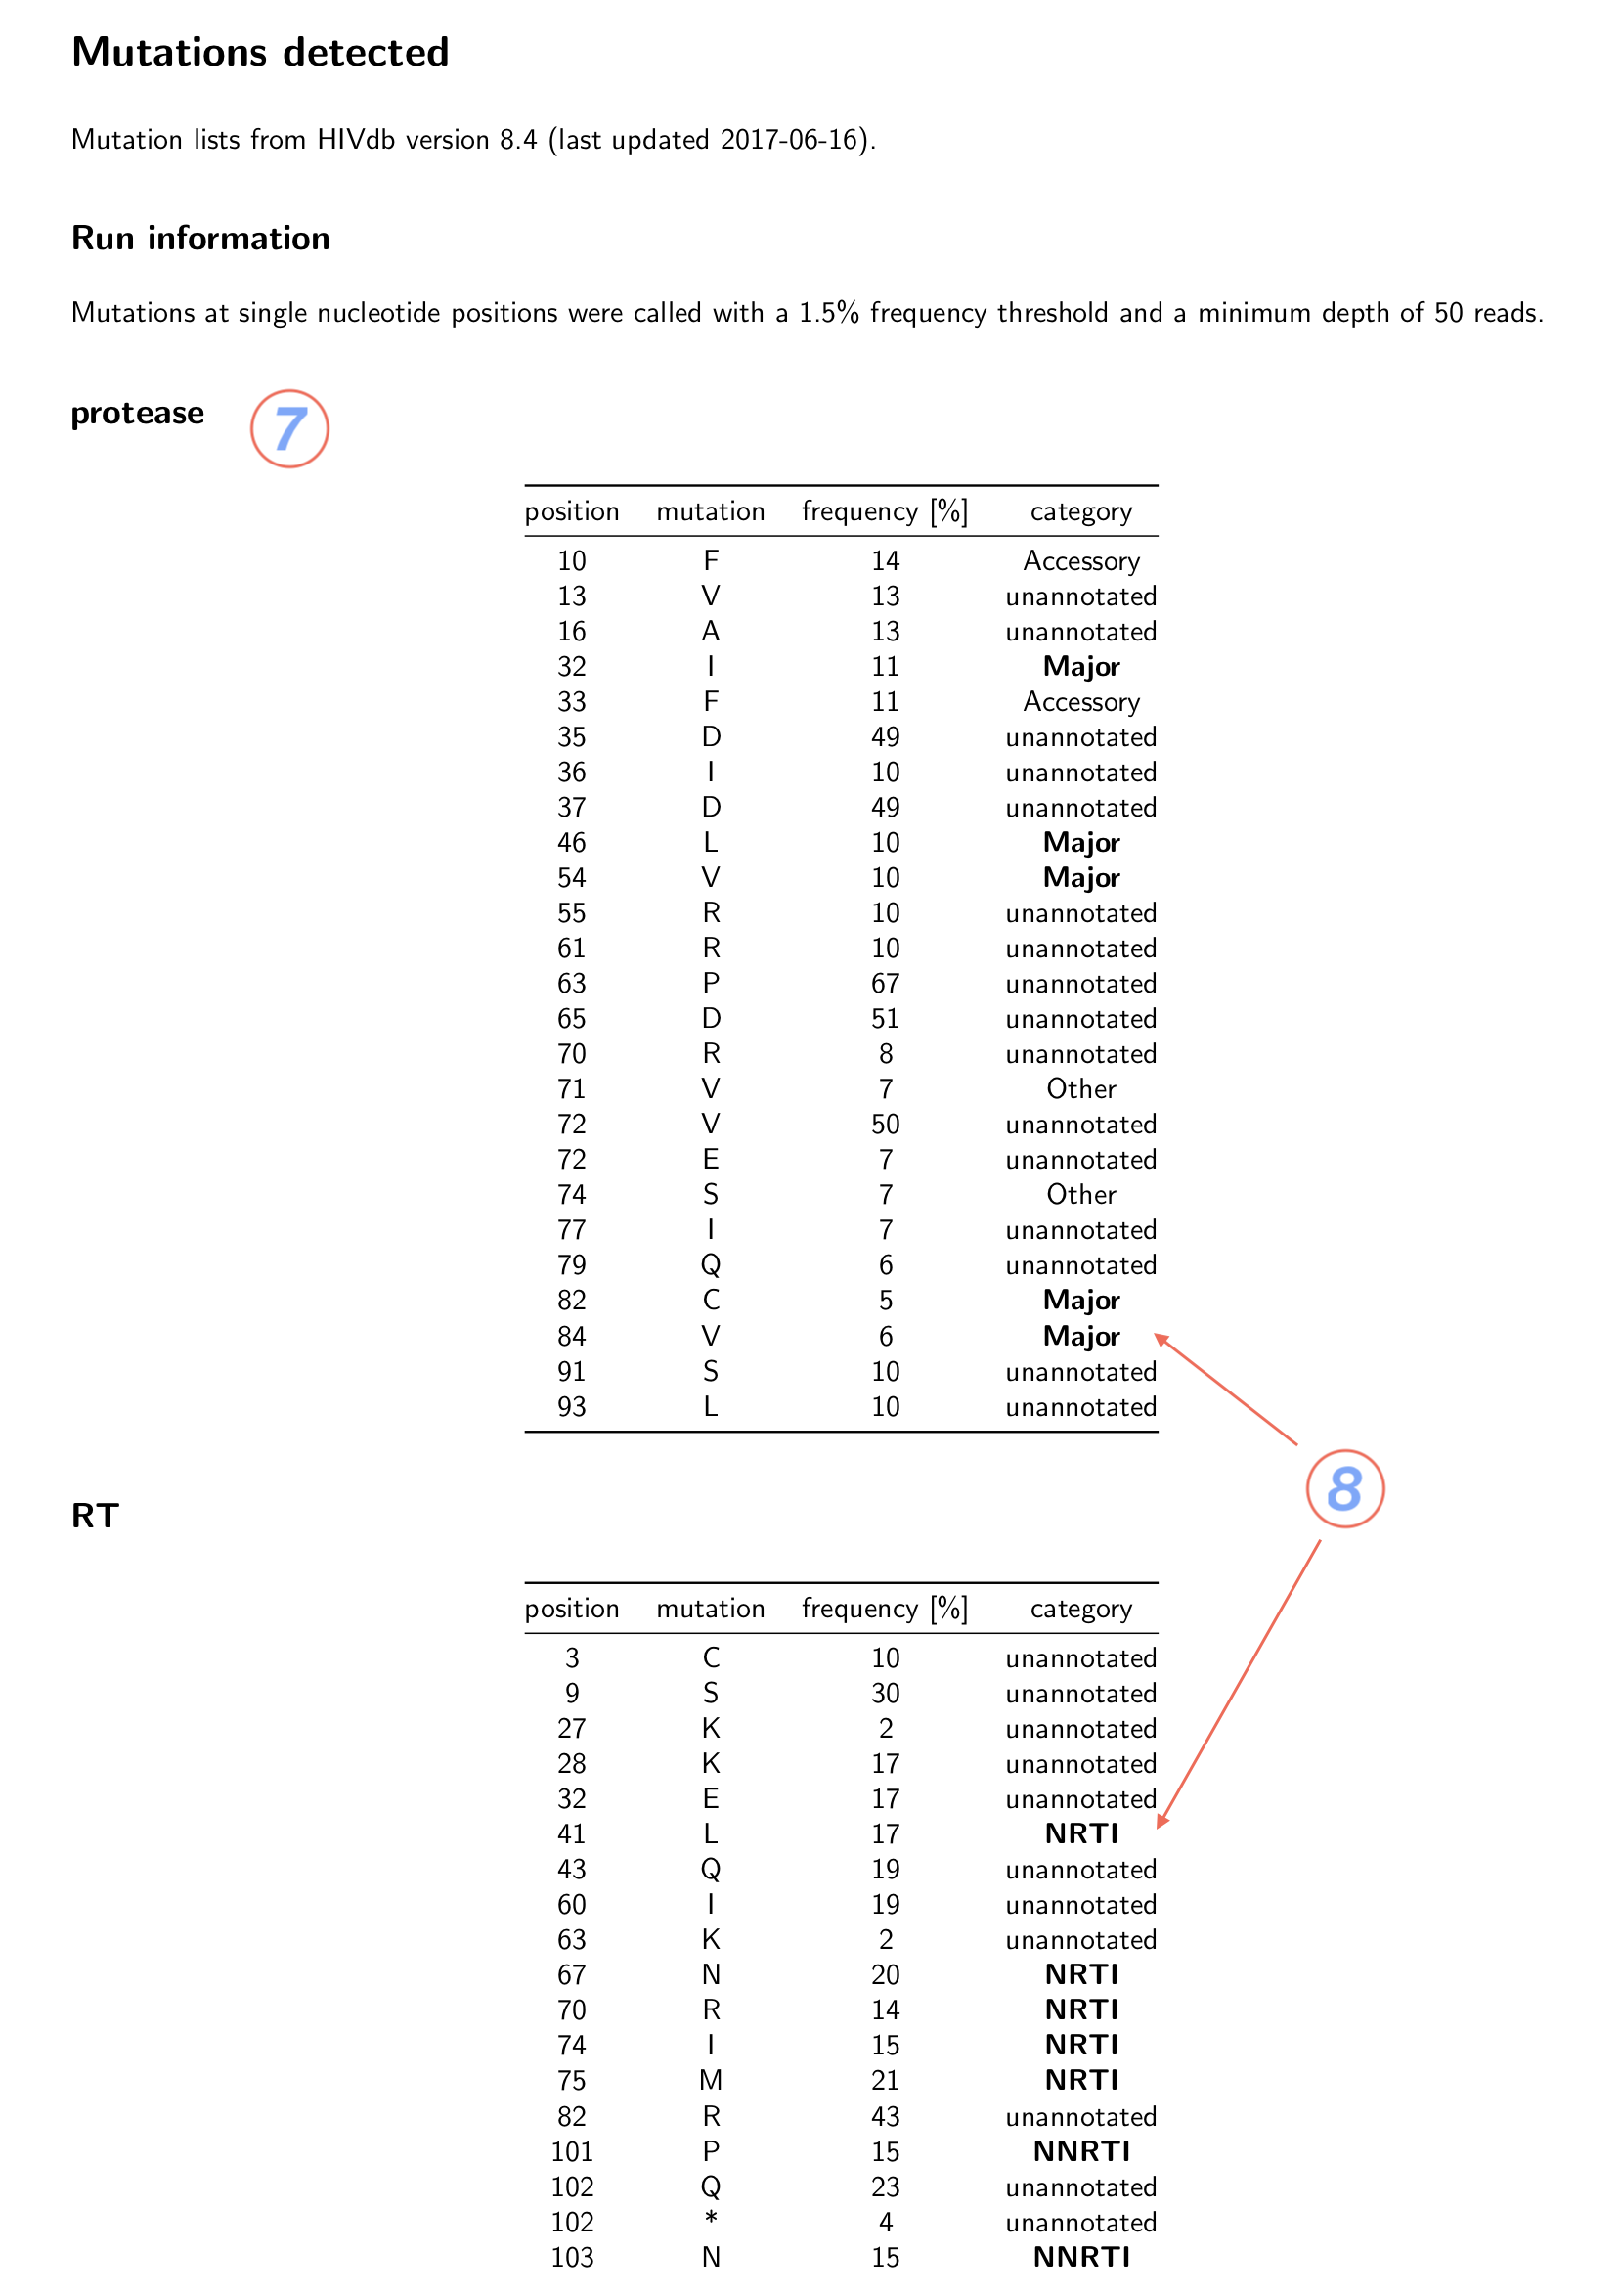 Mutations detected
Mutation lists from HIVdb version 8.4 (last updated 2017-06-16).
Run information
Mutations at single nucleotide positions were called with a 1.5% frequency threshold and a minimum depth of 50 reads.
protease 7
position mutation frequency [%] category
10 F 14 Accessory
13 V 13 unannotated
16 A 13 unannotated
32 I 11 Major
33 F 11 Accessory
35 D 49 unannotated
36 I 10 unannotated
37 D 49 unannotated
46 L 10 Major
54 V 10 Major
55 R 10 unannotated
61 R 10 unannotated
63 P 67 unannotated
65 D 51 unannotated
70 R 8 unannotated
71 V 7 Other
72 V 50 unannotated
72 E 7 unannotated
74 S 7 Other
77 I 7 unannotated
79 Q 6 unannotated
82 C 5 Major
84 V 6 Major
91 S 10 unannotated
93 L 10 unannotated
8
RT
position mutation frequency [%] category
3 C 10 unannotated
9 S 30 unannotated
27 K 2 unannotated
28 K 17 unannotated
32 E 17 unannotated
41 L 17 NRTI
43 Q 19 unannotated
60 I 19 unannotated
63 K 2 unannotated
67 N 20 NRTI
70 R 14 NRTI
74 I 15 NRTI
75 M 21 NRTI
82 R 43 unannotated
101 P 15 NNRTI
102 Q 23 unannotated
102 * 4 unannotated
103 N 15 NNRTI